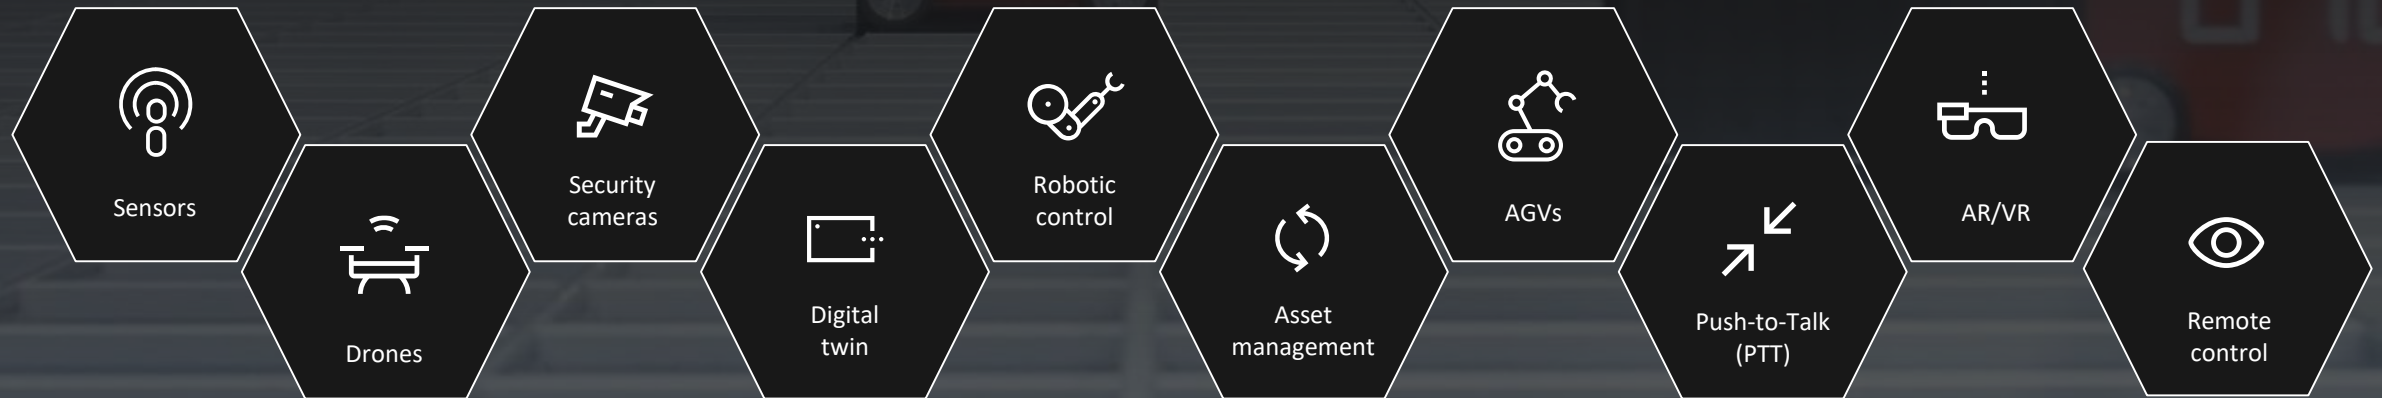 Sensors
Drones
Security
cameras
Digital
twin
Robotic
control
Asset
management
AGVs
Push-to-Talk
(PTT)
AR/VR
Remote
control